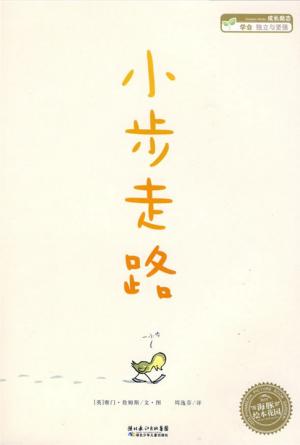 成长励志
学会 独立与坚强
小步走路
一小步
[英]赛门·詹姆斯/文·图 周逸芬/译
海豚
绘本花园
湖北长江出版集团
湖北少年儿童出版社